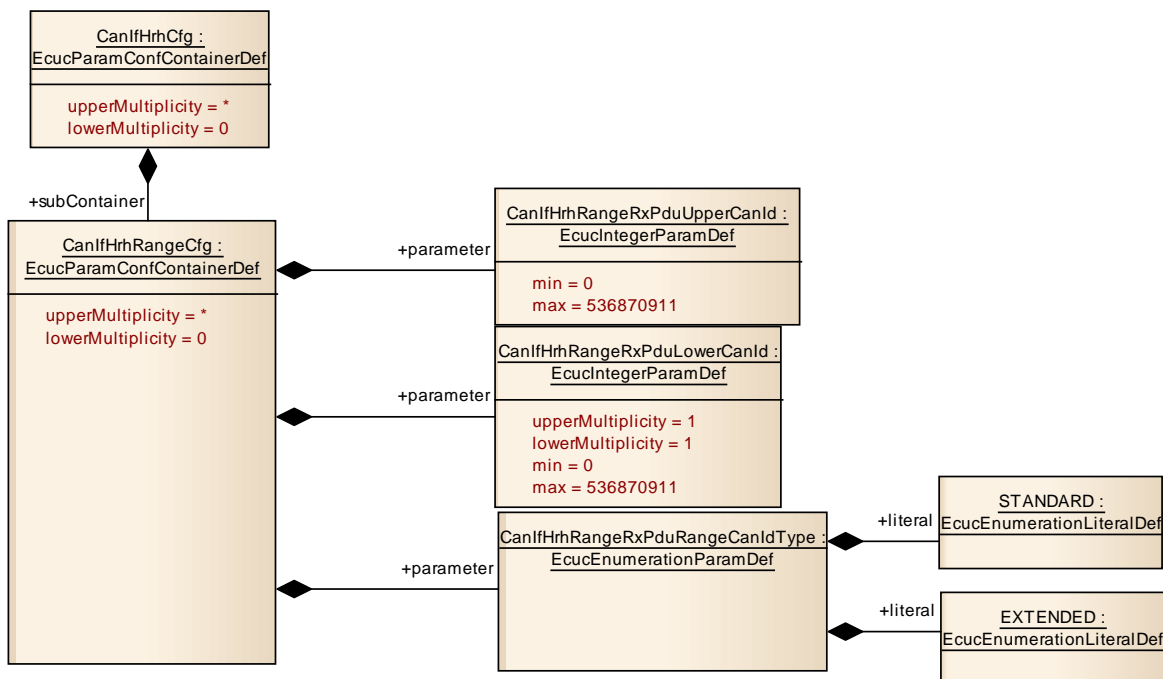 CanIfHrhCfg :
EcucParamConfContainerDef
upperMultiplicity = *
lowerMultiplicity = 0
+subContainer
CanIfHrhRangeCfg :
EcucParamConfContainerDef
upperMultiplicity = *
lowerMultiplicity = 0
+parameter
CanIfHrhRangeRxPduUpperCanId :
EcucIntegerParamDef
min = 0
max = 536870911
+parameter
CanIfHrhRangeRxPduLowerCanId :
EcucIntegerParamDef
upperMultiplicity = 1
lowerMultiplicity = 1
min = 0
max = 536870911
+parameter
CanIfHrhRangeRxPduRangeCanIdType :
EcucEnumerationParamDef
+literal
STANDARD :
EcucEnumerationLiteralDef
+literal
EXTENDED :
EcucEnumerationLiteralDef